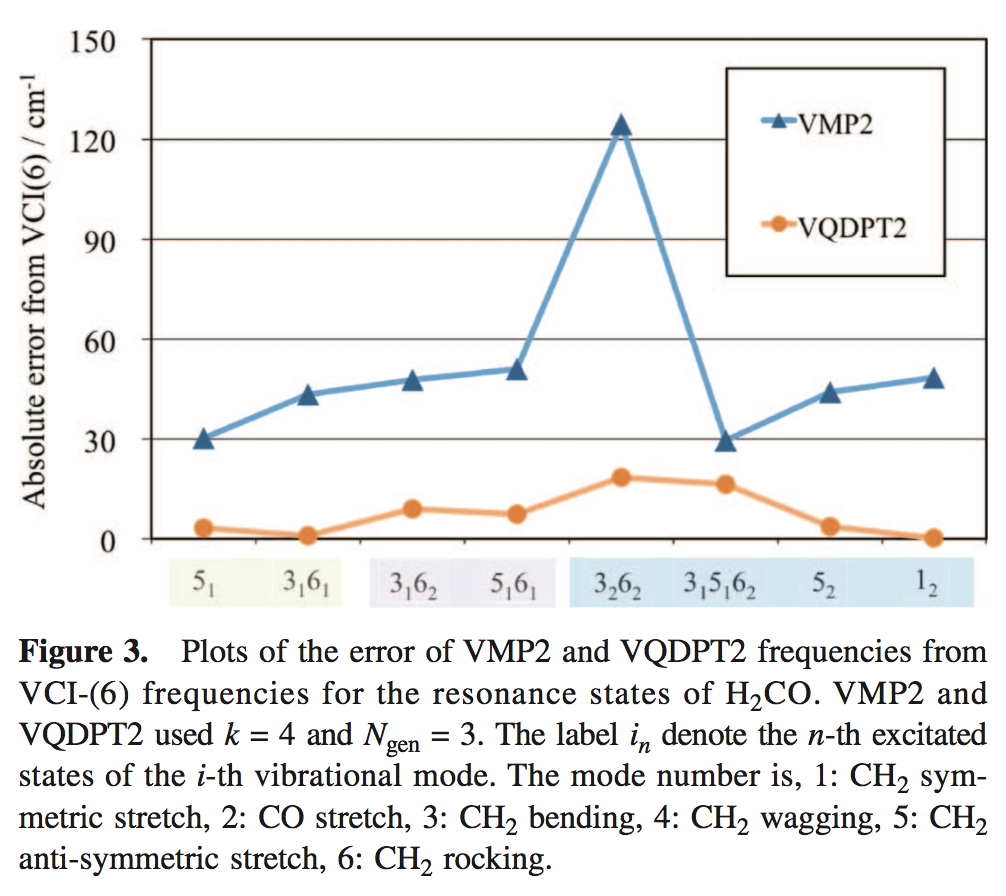 Absolute error from VCI(6) / cm⁻¹
150
120
90
60
30
0
VMP2
VQDPT2
5₁ 3₁6₁ 3₁6₂ 5₁6₁ 3₂6₂ 3₁5₁6₂ 5₂ 1₂
Figure 3. Plots of the error of VMP2 and VQDPT2 frequencies from
VCI-(6) frequencies for the resonance states of H₂CO. VMP2 and
VQDPT2 used k = 4 and N_gen = 3. The label iₙ denote the n-th excitated
states of the i-th vibrational mode. The mode number is, 1: CH₂ sym-
metric stretch, 2: CO stretch, 3: CH₂ bending, 4: CH₂ wagging, 5: CH₂
anti-symmetric stretch, 6: CH₂ rocking.